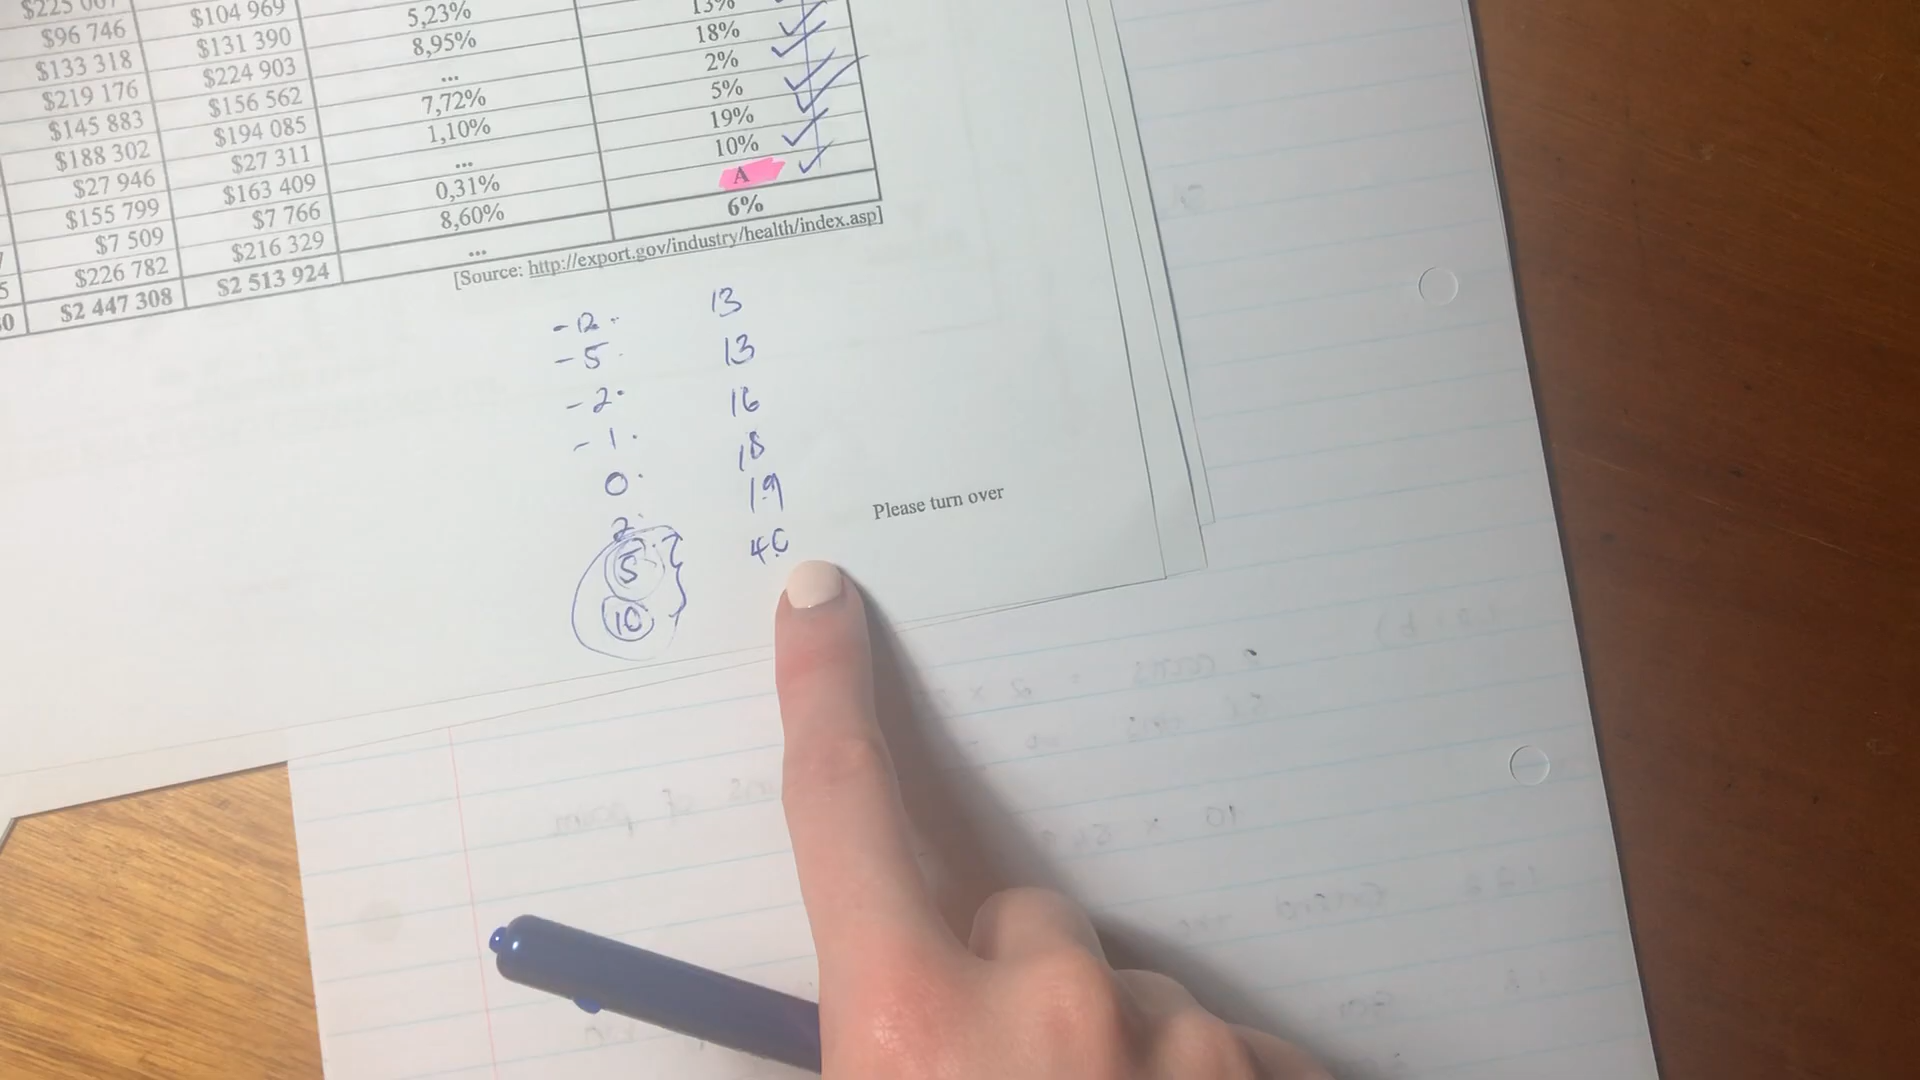 $104 969 5,23% 13%
$96 746 $131 390 8,95% 18%
$133 318 $224 903 ... 2%
$219 176 $156 562 7,72% 5%
$145 883 $194 085 1,10% 19%
$188 302 $27 311 ... 10%
$27 946 $163 409 0,31% A
$155 799 $7 766 8,60% 6%
$7 509 $216 329 ...
5 $226 782 $2 513 924
0 $2 447 308
[Source: http://export.gov/industry/health/index.asp]
-12 13
-5 13
-2 16
-1 18
0 19
2 40
5
10
Please turn over